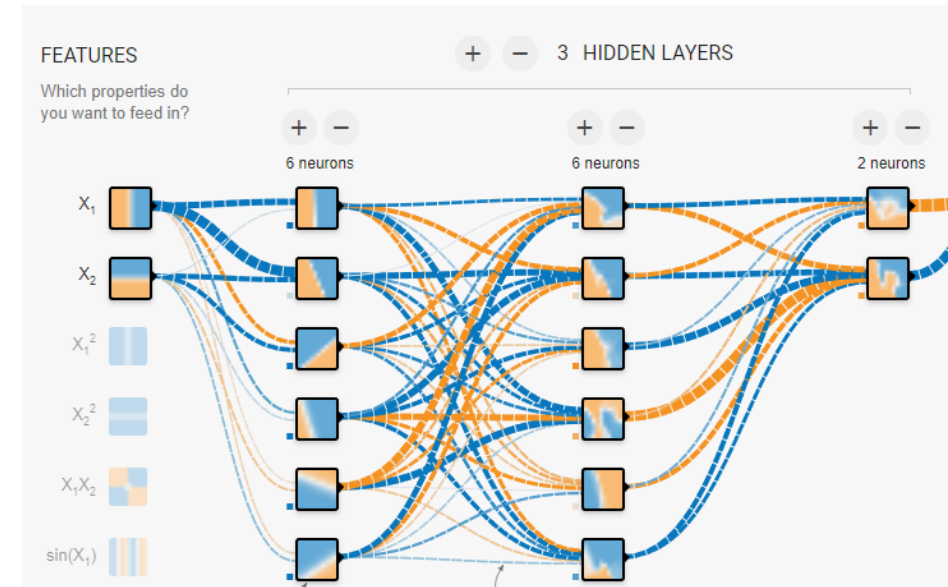 FEATURES
Which properties do
you want to feed in?
+ − 3 HIDDEN LAYERS
+ −
6 neurons
+ −
6 neurons
+ −
2 neurons
X₁
X₂
X₁²
X₂²
X₁X₂
sin(X₁)